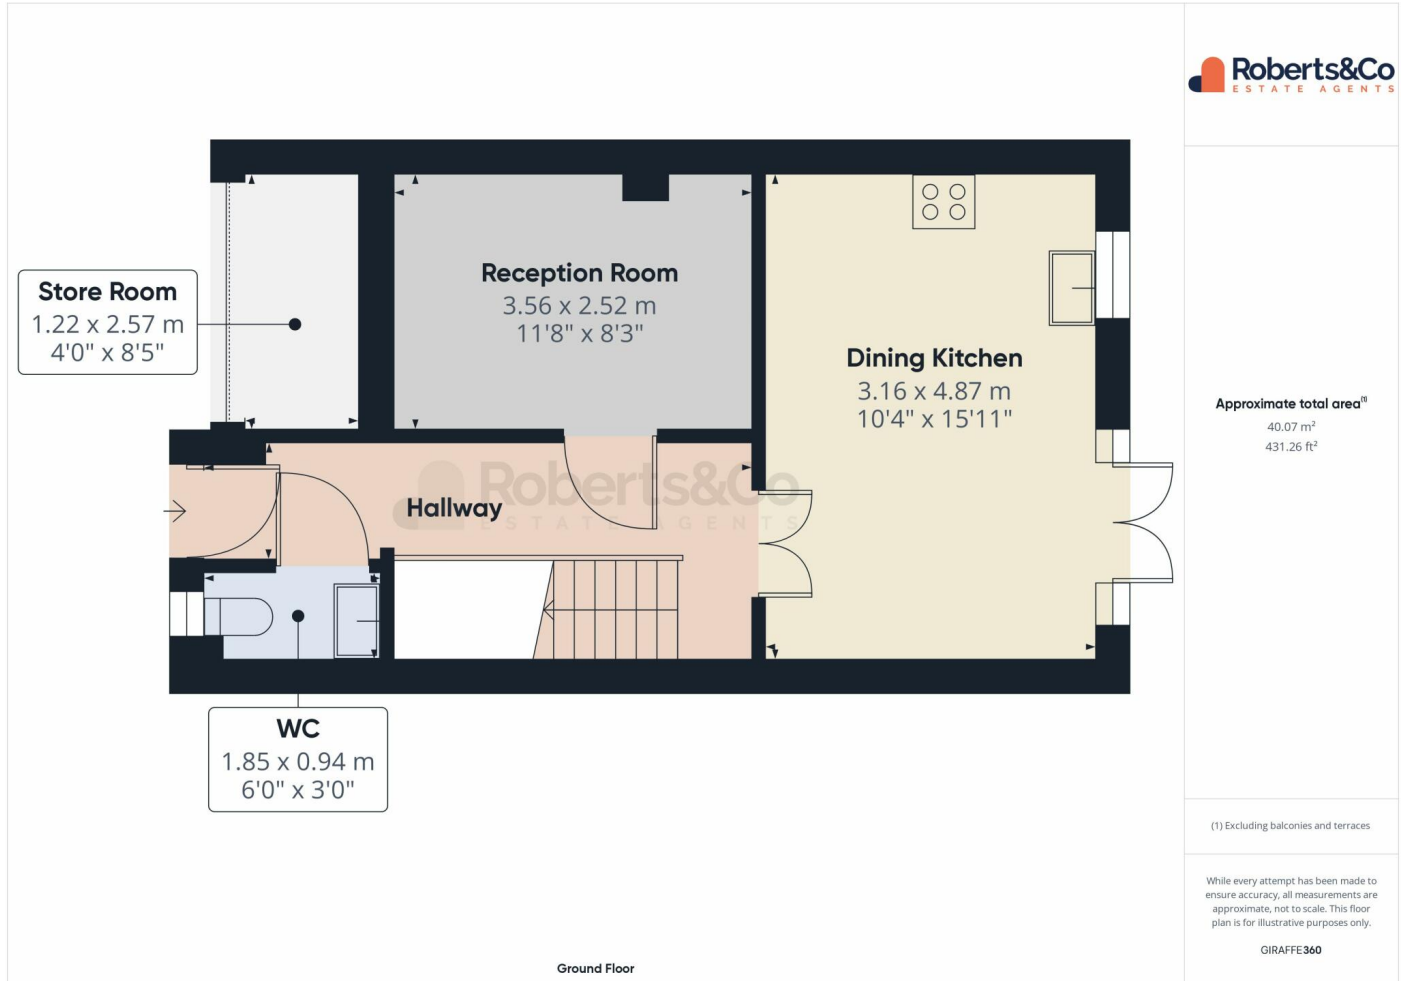 Roberts&Co
ESTATE AGENTS
Store Room
1.22 x 2.57 m
4'0" x 8'5"
Reception Room
3.56 x 2.52 m
11'8" x 8'3"
Dining Kitchen
3.16 x 4.87 m
10'4" x 15'11"
Roberts&Co
ESTATE AGENTS
Hallway
WC
1.85 x 0.94 m
6'0" x 3'0"
Approximate total area(1)
40.07 m²
431.26 ft²
(1) Excluding balconies and terraces
While every attempt has been made to
ensure accuracy, all measurements are
approximate, not to scale. This floor
plan is for illustrative purposes only.
GIRAFFE360
Ground Floor